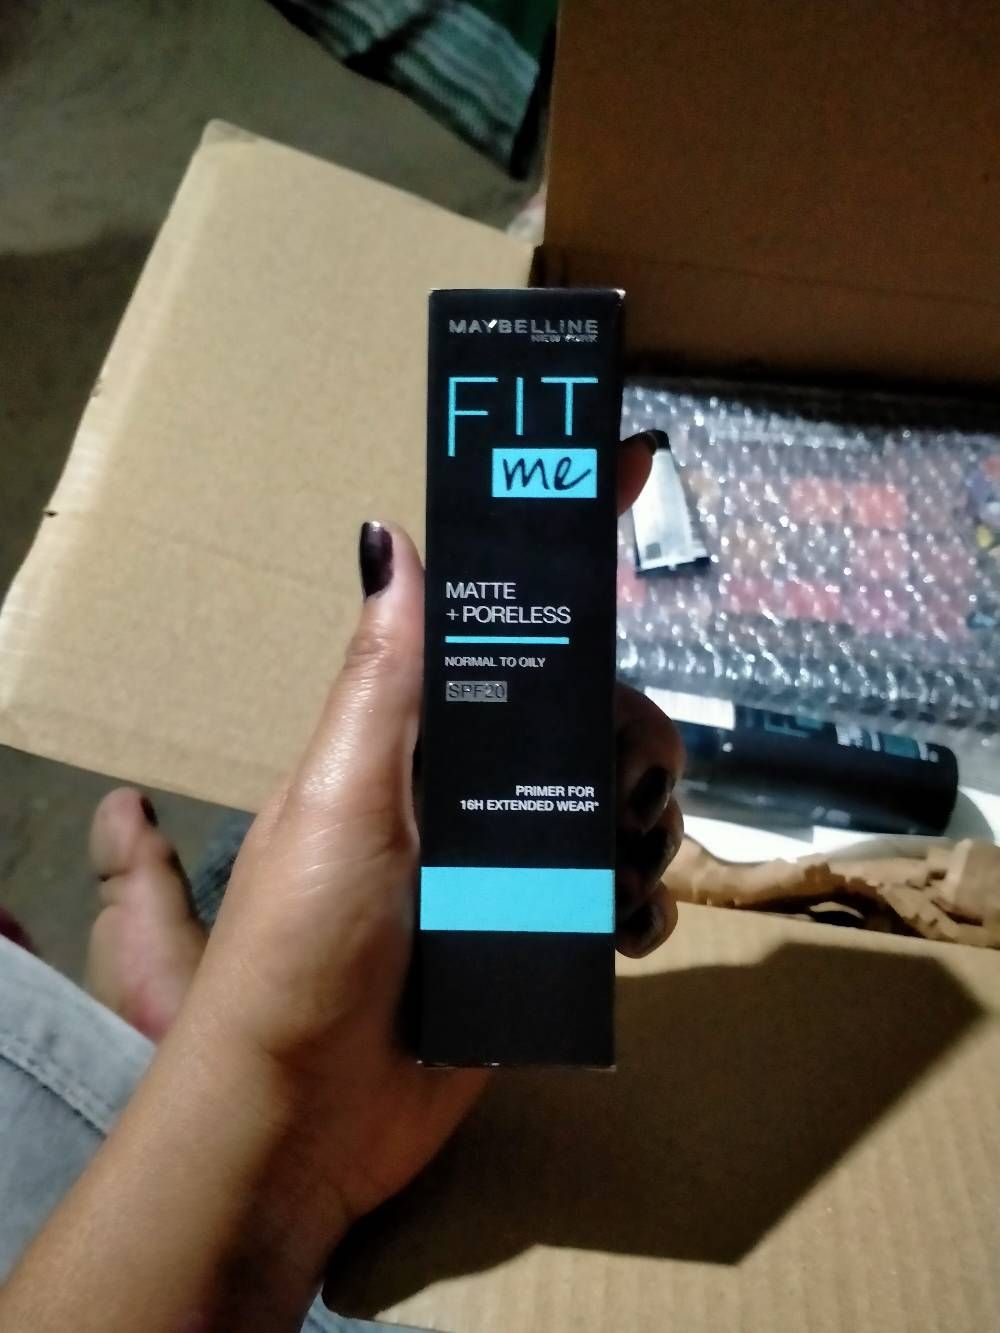 MAYBELLINE
NEW YORK
FIT
me
MATTE
+ PORELESS
NORMAL TO OILY
SPF20
PRIMER FOR
16H EXTENDED WEAR*